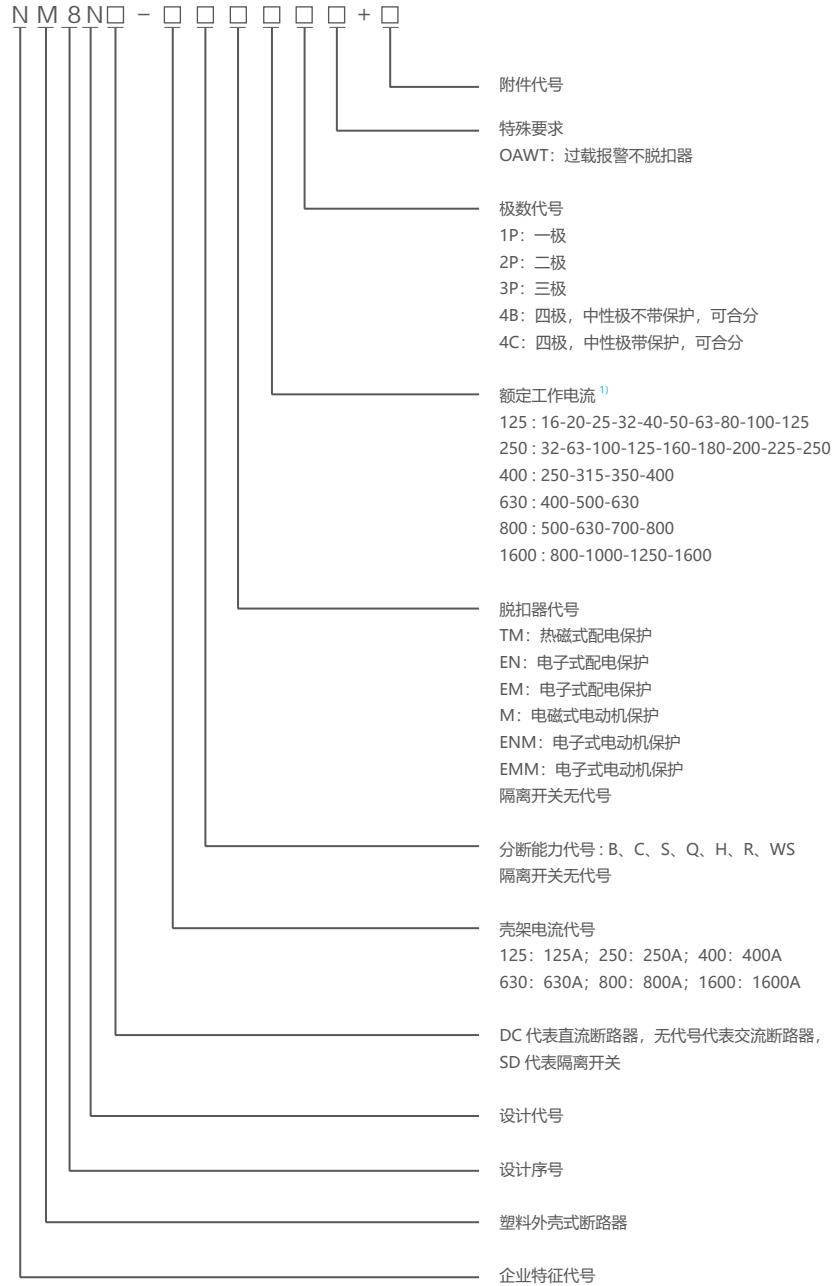 NM8N□-□□□□□□+□
附件代号
特殊要求
OAWT：过载报警不脱扣器
极数代号
1P：一极
2P：二极
3P：三极
4B：四极，中性极不带保护，可合分
4C：四极，中性极带保护，可合分
额定工作电流 1)
125 : 16-20-25-32-40-50-63-80-100-125
250 : 32-63-100-125-160-180-200-225-250
400 : 250-315-350-400
630 : 400-500-630
800 : 500-630-700-800
1600 : 800-1000-1250-1600
脱扣器代号
TM：热磁式配电保护
EN：电子式配电保护
EM：电子式配电保护
M：电磁式电动机保护
ENM：电子式电动机保护
EMM：电子式电动机保护
隔离开关无代号
分断能力代号 : B、C、S、Q、H、R、WS
隔离开关无代号
壳架电流代号
125：125A；250：250A；400：400A
630：630A；800：800A；1600：1600A
DC 代表直流断路器，无代号代表交流断路器，
SD 代表隔离开关
设计代号
设计序号
塑料外壳式断路器
企业特征代号